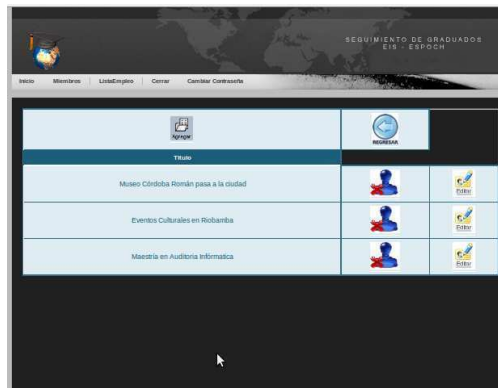 SEGUIMIENTO DE GRADUADOS
EIS - ESPOCH
Inicio Miembros ListaEmpleo Cerrar Cambiar Contraseña
Agregar REGRESAR
Título
Museo Córdoba Román pasa a la ciudad
Editar
Eventos Culturales en Riobamba
Editar
Maestría en Auditoria Informatica
Editar